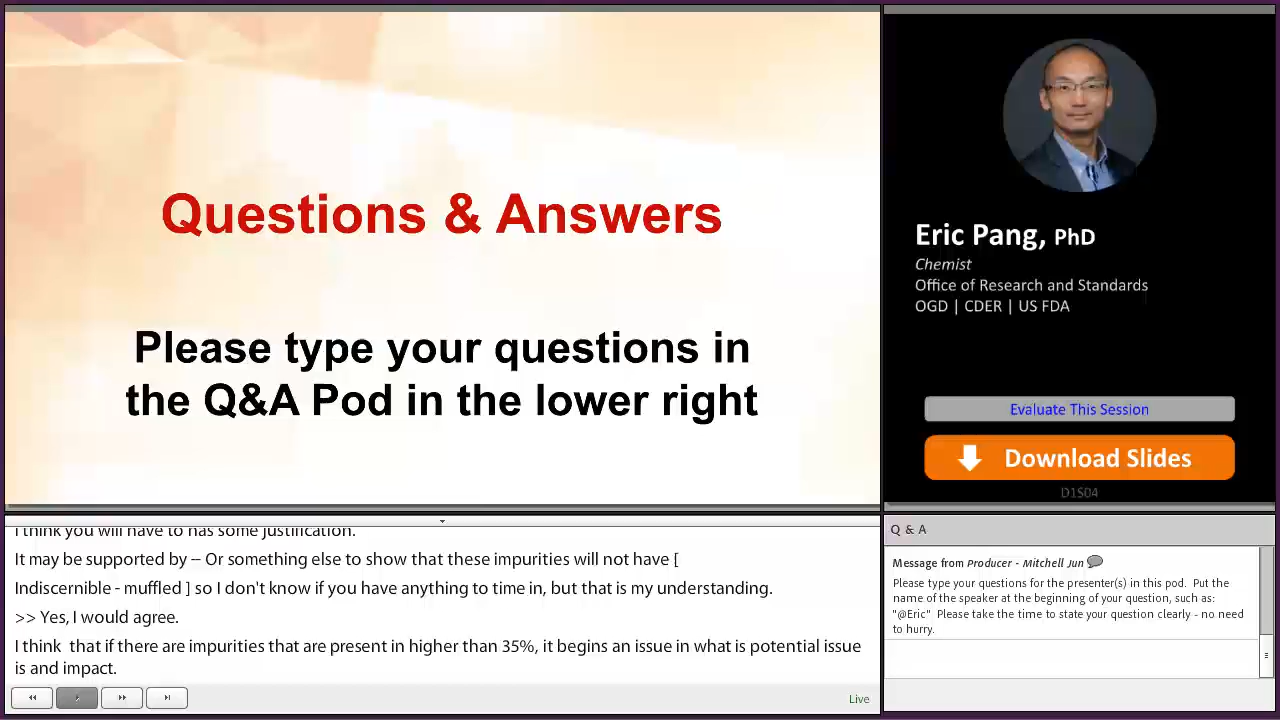 Questions & Answers
Please type your questions in
the Q&A Pod in the lower right
Eric Pang, PhD
Chemist
Office of Research and Standards
OGD | CDER | US FDA
Evaluate This Session
Download Slides
D1S04
I think you will have to has some justification.
It may be supported by – Or something else to show that these impurities will not have [
Indiscernible - muffled ] so I don't know if you have anything to time in, but that is my understanding.
>> Yes, I would agree.
I think  that if there are impurities that are present in higher than 35%, it begins an issue in what is potential issue
is and impact.
Live
Q & A
Message from Producer - Mitchell Jun
Please type your questions for the presenter(s) in this pod.  Put the
name of the speaker at the beginning of your question, such as:
"@Eric"  Please take the time to state your question clearly - no need
to hurry.